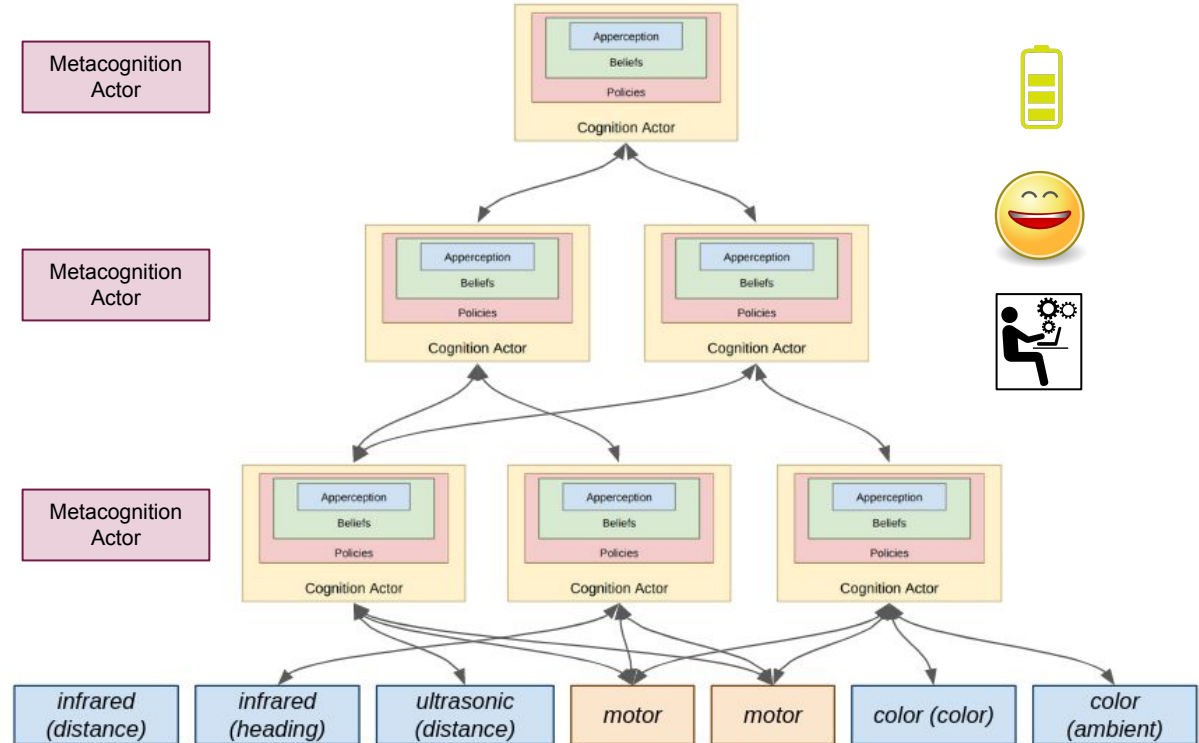 Metacognition
Actor
Apperception
Beliefs
Policies
Cognition Actor
Metacognition
Actor
Apperception
Beliefs
Policies
Cognition Actor
Apperception
Beliefs
Policies
Cognition Actor
Metacognition
Actor
Apperception
Beliefs
Policies
Cognition Actor
Apperception
Beliefs
Policies
Cognition Actor
Apperception
Beliefs
Policies
Cognition Actor
infrared
(distance)
infrared
(heading)
ultrasonic
(distance)
motor
motor
color (color)
color
(ambient)